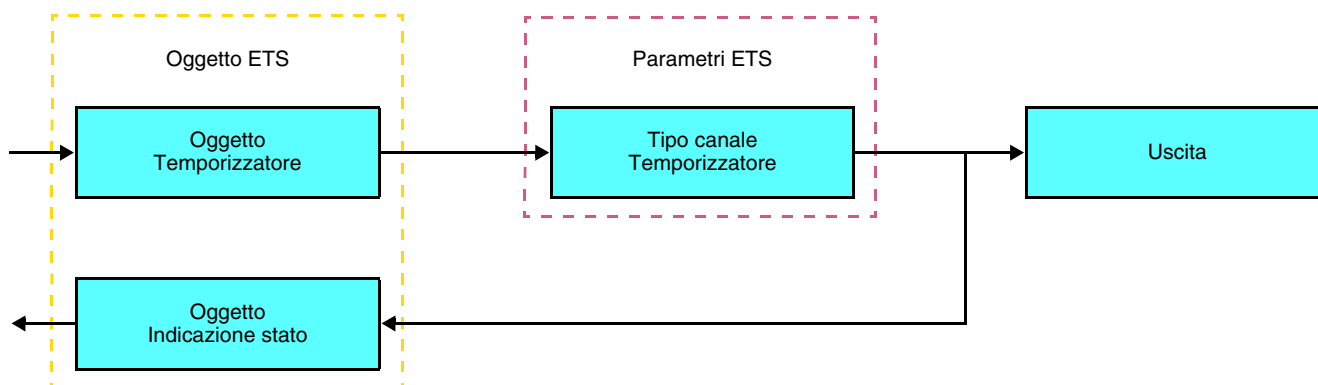 Oggetto ETS
Parametri ETS
Oggetto
Temporizzatore
Tipo canale
Temporizzatore
Uscita
Oggetto
Indicazione stato